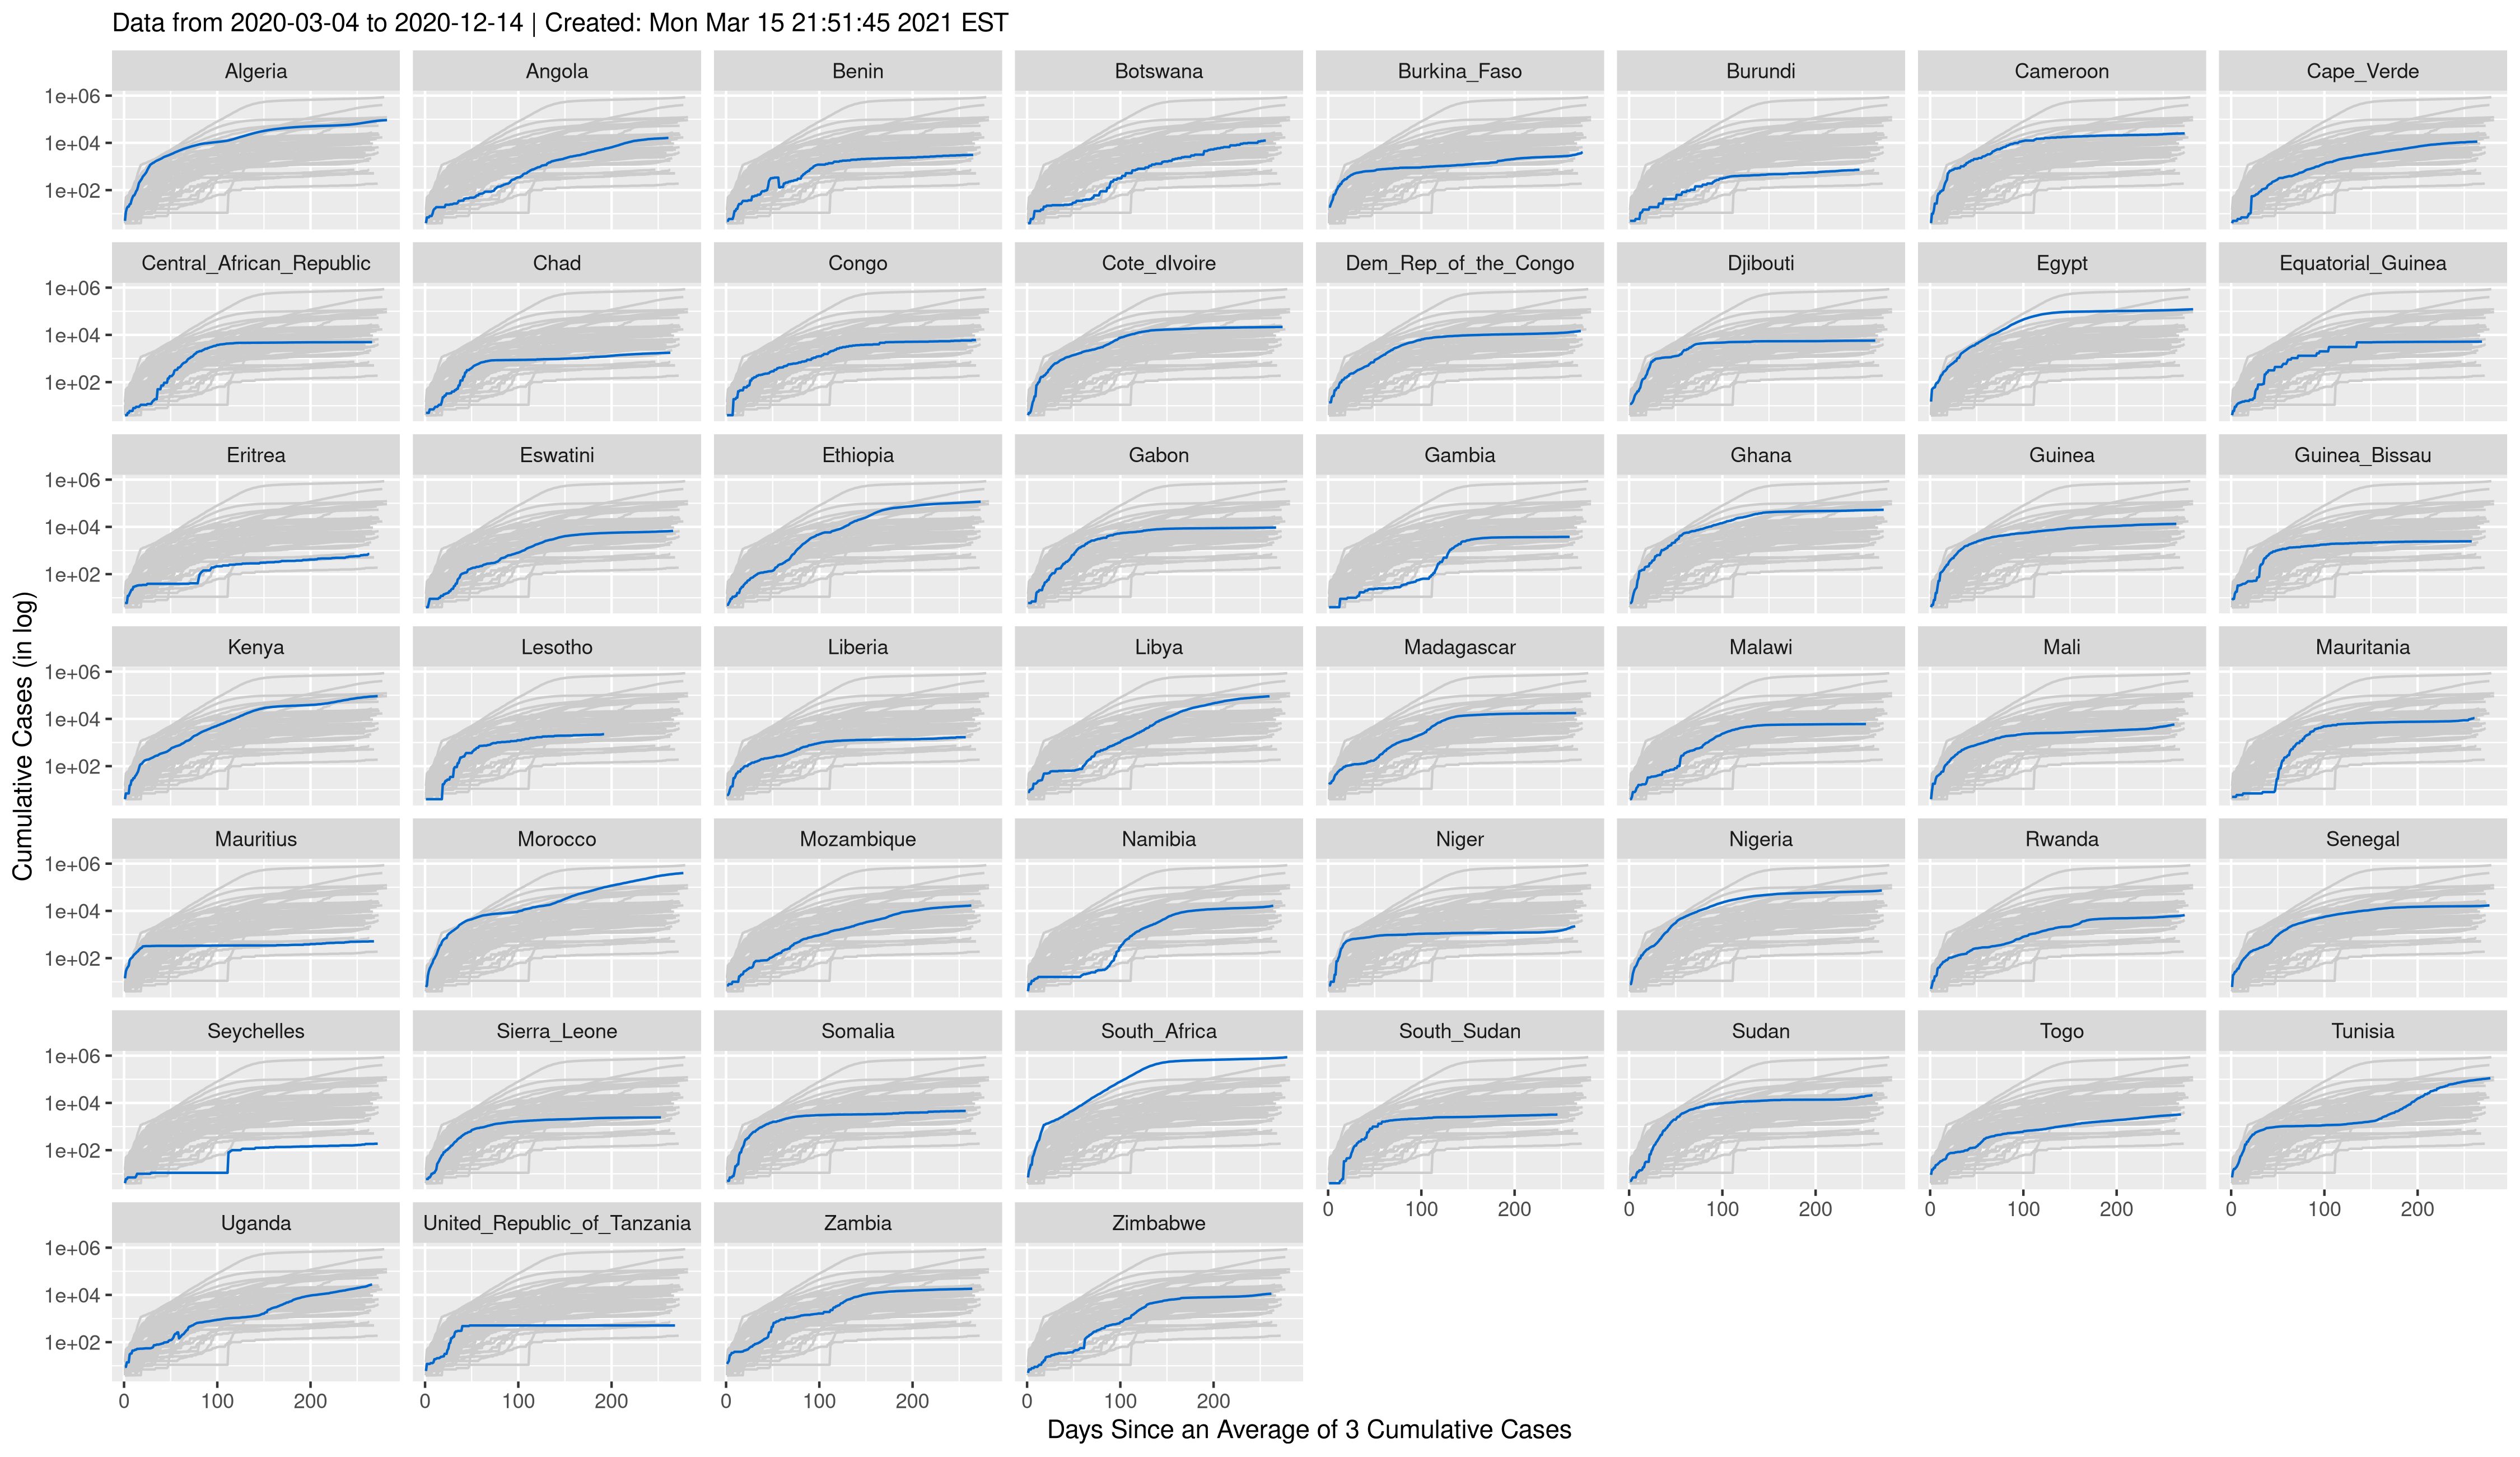 Data from 2020-03-04 to 2020-12-14 | Created: Mon Mar 15 21:51:45 2021 EST
Algeria Angola Benin Botswana Burkina_Faso Burundi Cameroon Cape_Verde
1e+06
1e+04
1e+02
Central_African_Republic Chad Congo Cote_dIvoire Dem_Rep_of_the_Congo Djibouti Egypt Equatorial_Guinea
1e+06
1e+04
1e+02
Eritrea Eswatini Ethiopia Gabon Gambia Ghana Guinea Guinea_Bissau
1e+06
1e+04
1e+02
Kenya Lesotho Liberia Libya Madagascar Malawi Mali Mauritania
1e+06
1e+04
1e+02
Mauritius Morocco Mozambique Namibia Niger Nigeria Rwanda Senegal
1e+06
1e+04
1e+02
Seychelles Sierra_Leone Somalia South_Africa South_Sudan Sudan Togo Tunisia
1e+06
1e+04
1e+02
0 100 200 0 100 200 0 100 200 0 100 200
Uganda United_Republic_of_Tanzania Zambia Zimbabwe
1e+06
1e+04
1e+02
0 100 200 0 100 200 0 100 200 0 100 200
Days Since an Average of 3 Cumulative Cases
Cumulative Cases (in log)